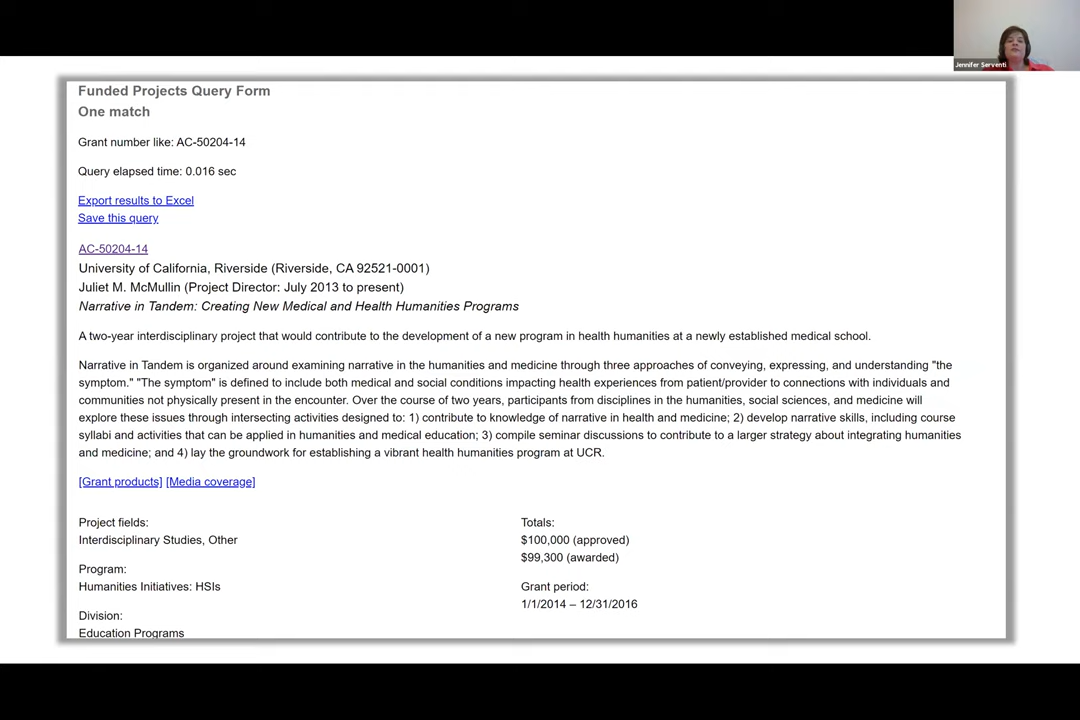 Jennifer Serventi
Funded Projects Query Form
One match
Grant number like: AC-50204-14
Query elapsed time: 0.016 sec
Export results to Excel
Save this query
AC-50204-14
University of California, Riverside (Riverside, CA 92521-0001)
Juliet M. McMullin (Project Director: July 2013 to present)
Narrative in Tandem: Creating New Medical and Health Humanities Programs
A two-year interdisciplinary project that would contribute to the development of a new program in health humanities at a newly established medical school.
Narrative in Tandem is organized around examining narrative in the humanities and medicine through three approaches of conveying, expressing, and understanding "the
symptom." "The symptom" is defined to include both medical and social conditions impacting health experiences from patient/provider to connections with individuals and
communities not physically present in the encounter. Over the course of two years, participants from disciplines in the humanities, social sciences, and medicine will
explore these issues through intersecting activities designed to: 1) contribute to knowledge of narrative in health and medicine; 2) develop narrative skills, including course
syllabi and activities that can be applied in humanities and medical education; 3) compile seminar discussions to contribute to a larger strategy about integrating humanities
and medicine; and 4) lay the groundwork for establishing a vibrant health humanities program at UCR.
[Grant products] [Media coverage]
Project fields:
Interdisciplinary Studies, Other
Program:
Humanities Initiatives: HSIs
Division:
Education Programs
Totals:
$100,000 (approved)
$99,300 (awarded)
Grant period:
1/1/2014 – 12/31/2016